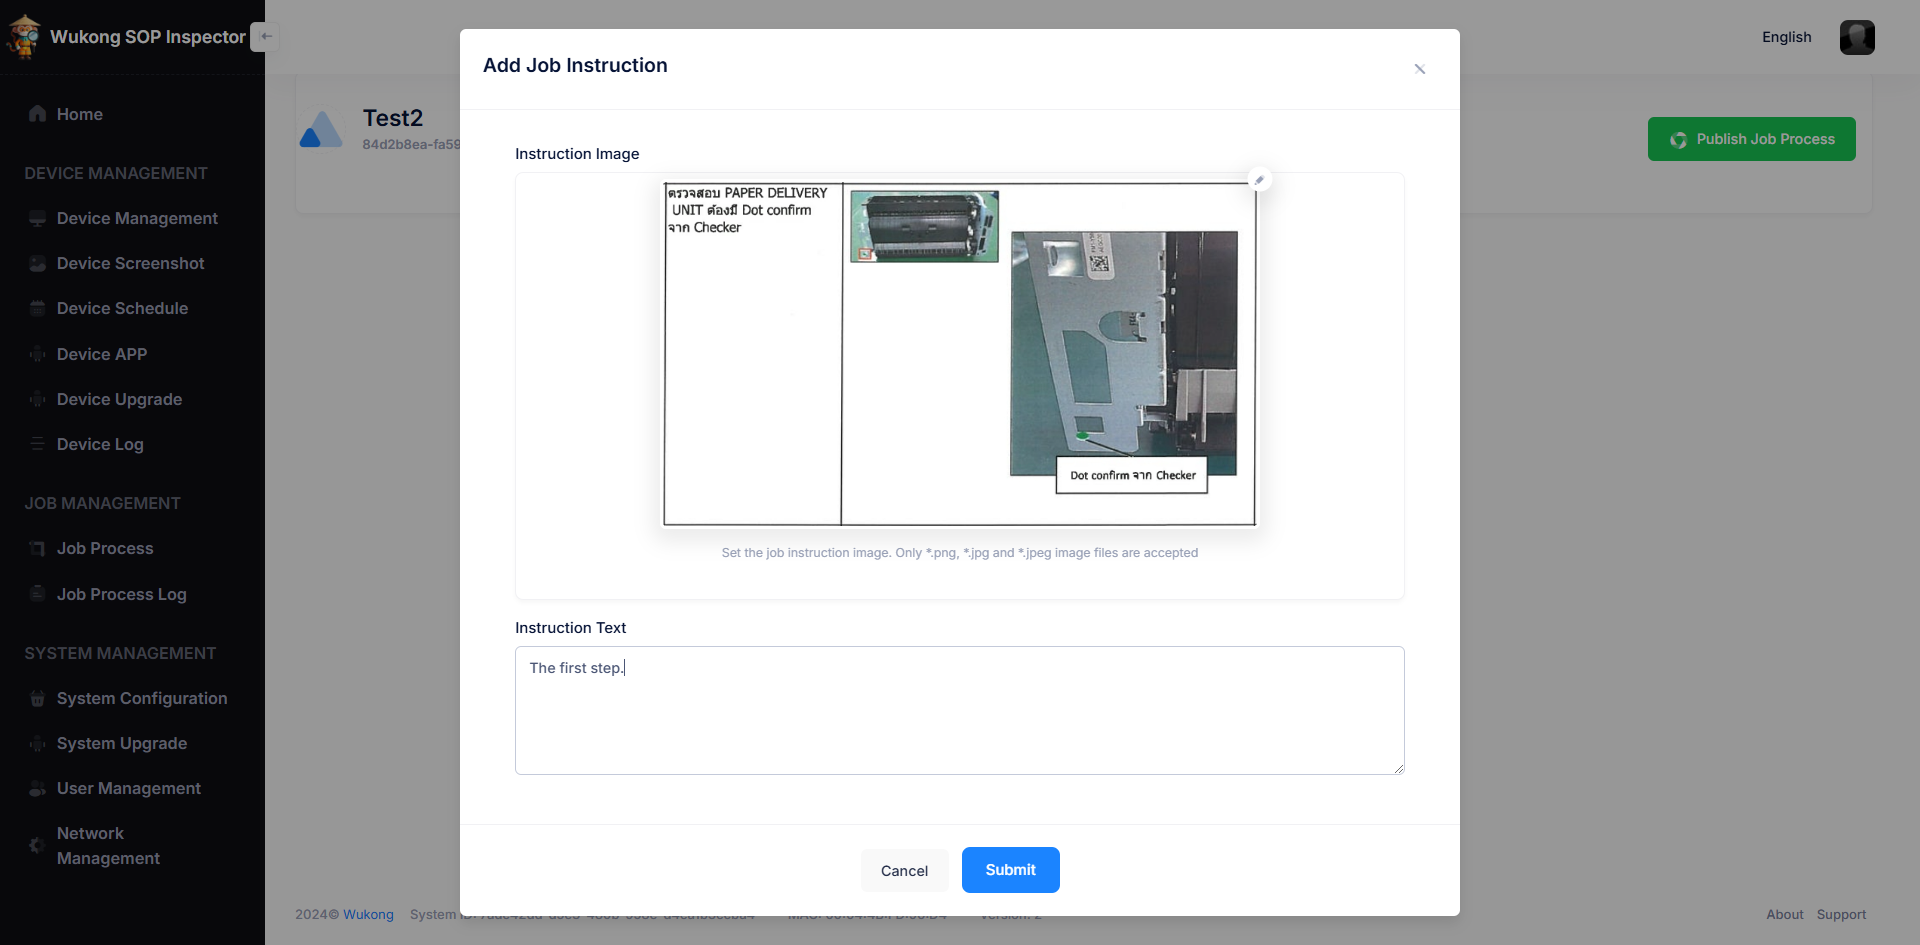 Wukong SOP Inspector
English
Add Job Instruction
Home
Test2
84d2b8ea-fa59
Publish Job Process
DEVICE MANAGEMENT
Device Management
Device Screenshot
Device Schedule
Device APP
Device Upgrade
Device Log
JOB MANAGEMENT
Job Process
Job Process Log
SYSTEM MANAGEMENT
System Configuration
System Upgrade
User Management
Network
Management
Instruction Image
ตรวจสอบ PAPER DELIVERY
UNIT ต้องมี Dot confirm
จาก Checker
Dot confirm จาก Checker
Set the job instruction image. Only *.png, *.jpg and *.jpeg image files are accepted
Instruction Text
The first step.
Cancel
Submit
2024© Wukong
System
About
Support